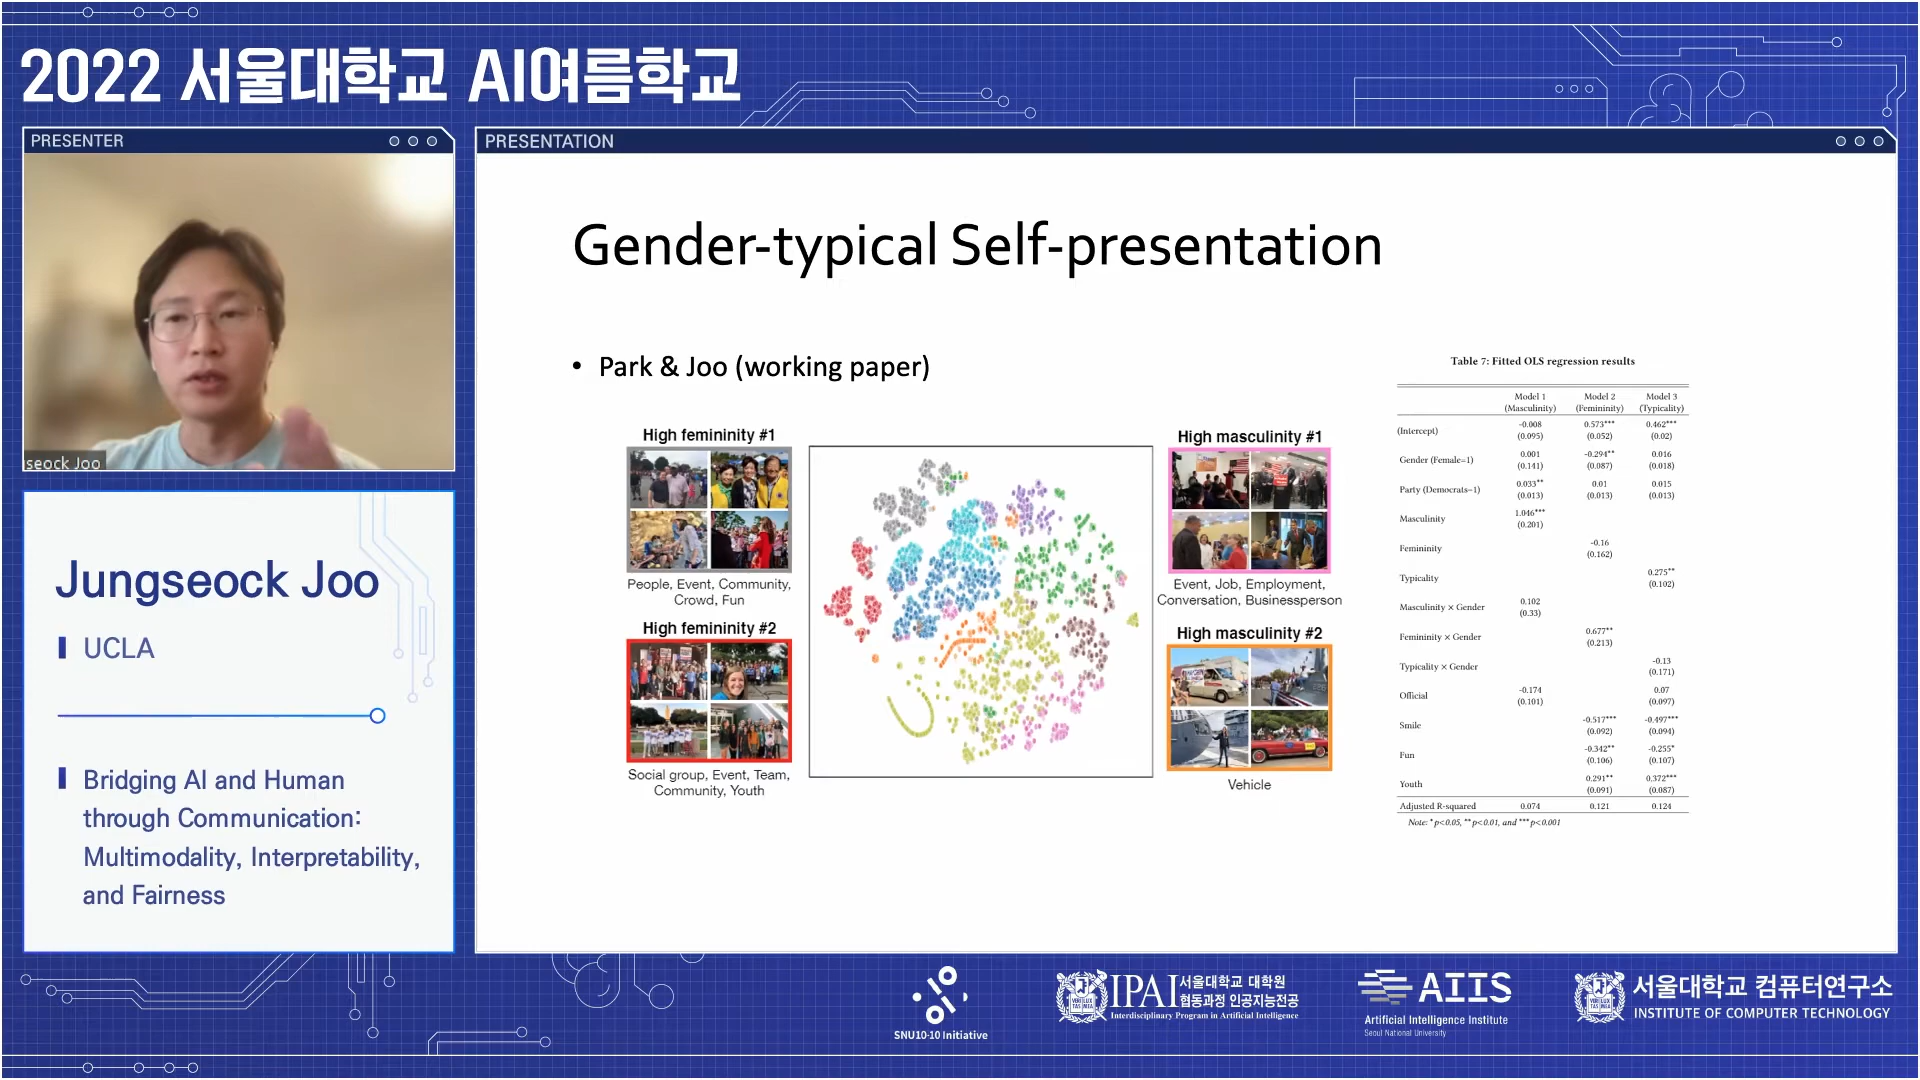 2022 서울대학교 AI여름학교
PRESENTER
seock Joo
Jungseock Joo
UCLA
Bridging AI and Human
through Communication:
Multimodality, Interpretability,
and Fairness
PRESENTATION
Gender-typical Self-presentation
• Park & Joo (working paper)
High femininity #1
People, Event, Community,
Crowd, Fun
High femininity #2
Social group, Event, Team,
Community, Youth
High masculinity #1
Event, Job, Employment,
Conversation, Businessperson
High masculinity #2
Vehicle
Table 7: Fitted OLS regression results
Model 1 Model 2 Model 3
(Masculinity) (Femininity) (Typicality)
(Intercept) -0.008 0.573*** 0.462***
(0.095) (0.052) (0.02)
Gender (Female=1) 0.001 -0.294** 0.016
(0.141) (0.087) (0.018)
Party (Democrats=1) 0.033** 0.01 0.015
(0.013) (0.013) (0.013)
Masculinity 1.046***
(0.201)
Femininity -0.16
(0.162)
Typicality 0.275**
(0.102)
Masculinity × Gender 0.102
(0.33)
Femininity × Gender 0.677**
(0.213)
Typicality × Gender -0.13
(0.171)
Official -0.174 0.07
(0.101) (0.097)
Smile -0.517*** -0.497***
(0.092) (0.094)
Fun -0.342** -0.255*
(0.106) (0.107)
Youth 0.291** 0.372***
(0.091) (0.087)
Adjusted R-squared 0.074 0.121 0.124
Note: * p<0.05, ** p<0.01, and *** p<0.001
SNU10·10 Initiative
IPAI 서울대학교 대학원
협동과정 인공지능전공
Interdisciplinary Program in Artificial Intelligence
AIIS
Artificial Intelligence Institute
Seoul National University
서울대학교 컴퓨터연구소
INSTITUTE OF COMPUTER TECHNOLOGY